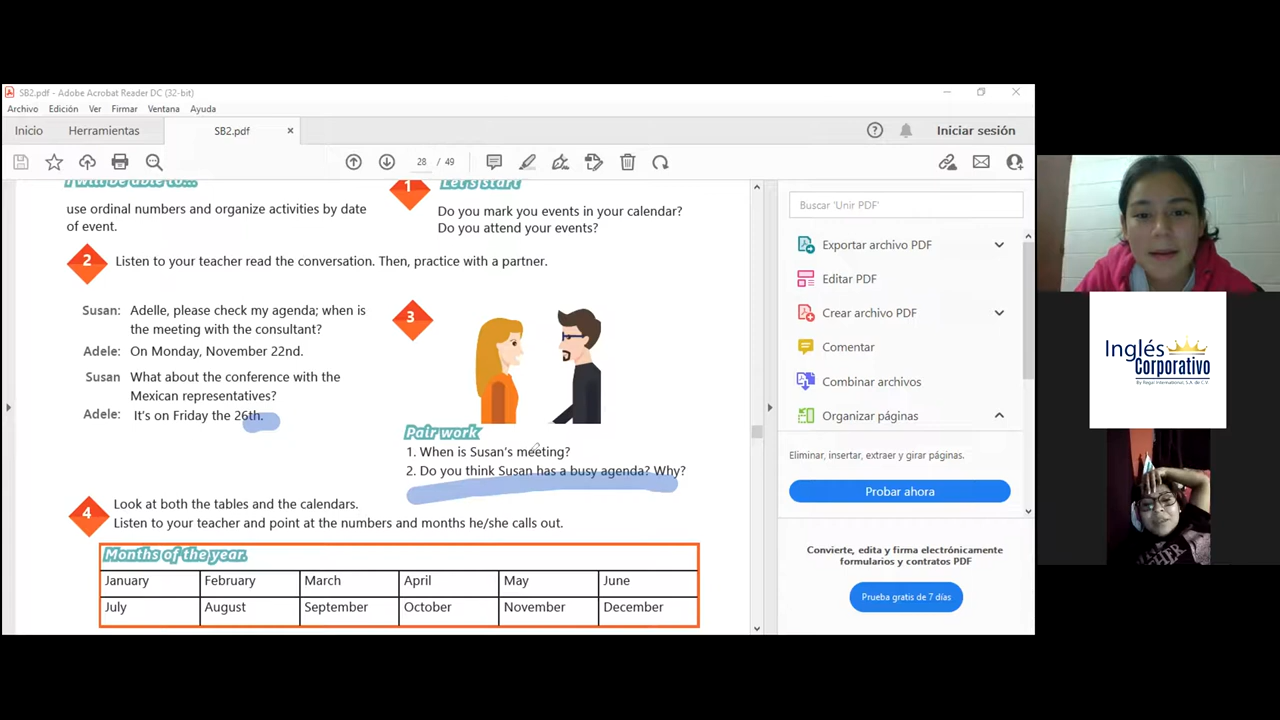 SB2.pdf - Adobe Acrobat Reader DC (32-bit)
Archivo Edición Ver Firmar Ventana Ayuda
Inicio Herramientas SB2.pdf × Iniciar sesión
28 / 49
I will be able to...
use ordinal numbers and organize activities by date
of event.
1 Let's start
Do you mark you events in your calendar?
Do you attend your events?
2 Listen to your teacher read the conversation. Then, practice with a partner.
Susan: Adelle, please check my agenda; when is
the meeting with the consultant?
Adele: On Monday, November 22nd.
Susan What about the conference with the
Mexican representatives?
Adele: It's on Friday the 26th.
3
Pair work
1. When is Susan's meeting?
2. Do you think Susan has a busy agenda? Why?
4 Look at both the tables and the calendars.
Listen to your teacher and point at the numbers and months he/she calls out.
Months of the year.
January February March April May June
July August September October November December
Buscar 'Unir PDF'
Exportar archivo PDF
Editar PDF
Crear archivo PDF
Comentar
Combinar archivos
Organizar páginas
Eliminar, insertar, extraer y girar páginas.
Probar ahora
Convierte, edita y firma electrónicamente
formularios y contratos PDF
Prueba gratis de 7 días
Inglés
Corporativo
By Regal International, S.A. de C.V.